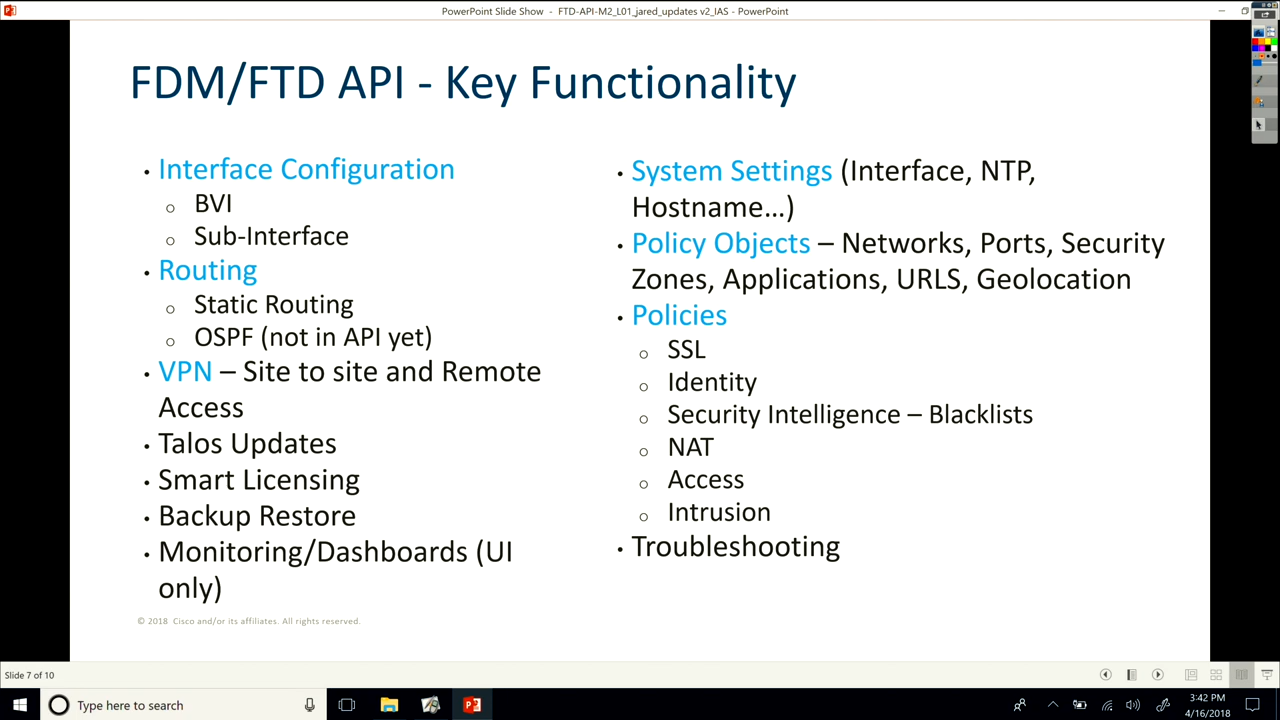 PowerPoint Slide Show - FTD-API-M2_L01_jared_updates v2_IAS - PowerPoint
FDM/FTD API - Key Functionality
• Interface Configuration
o BVI
o Sub-Interface
• Routing
o Static Routing
o OSPF (not in API yet)
• VPN – Site to site and Remote
Access
• Talos Updates
• Smart Licensing
• Backup Restore
• Monitoring/Dashboards (UI
only)
• System Settings (Interface, NTP,
Hostname…)
• Policy Objects – Networks, Ports, Security
Zones, Applications, URLS, Geolocation
• Policies
o SSL
o Identity
o Security Intelligence – Blacklists
o NAT
o Access
o Intrusion
• Troubleshooting
© 2018 Cisco and/or its affiliates. All rights reserved.
Slide 7 of 10
Type here to search
3:42 PM
4/16/2018